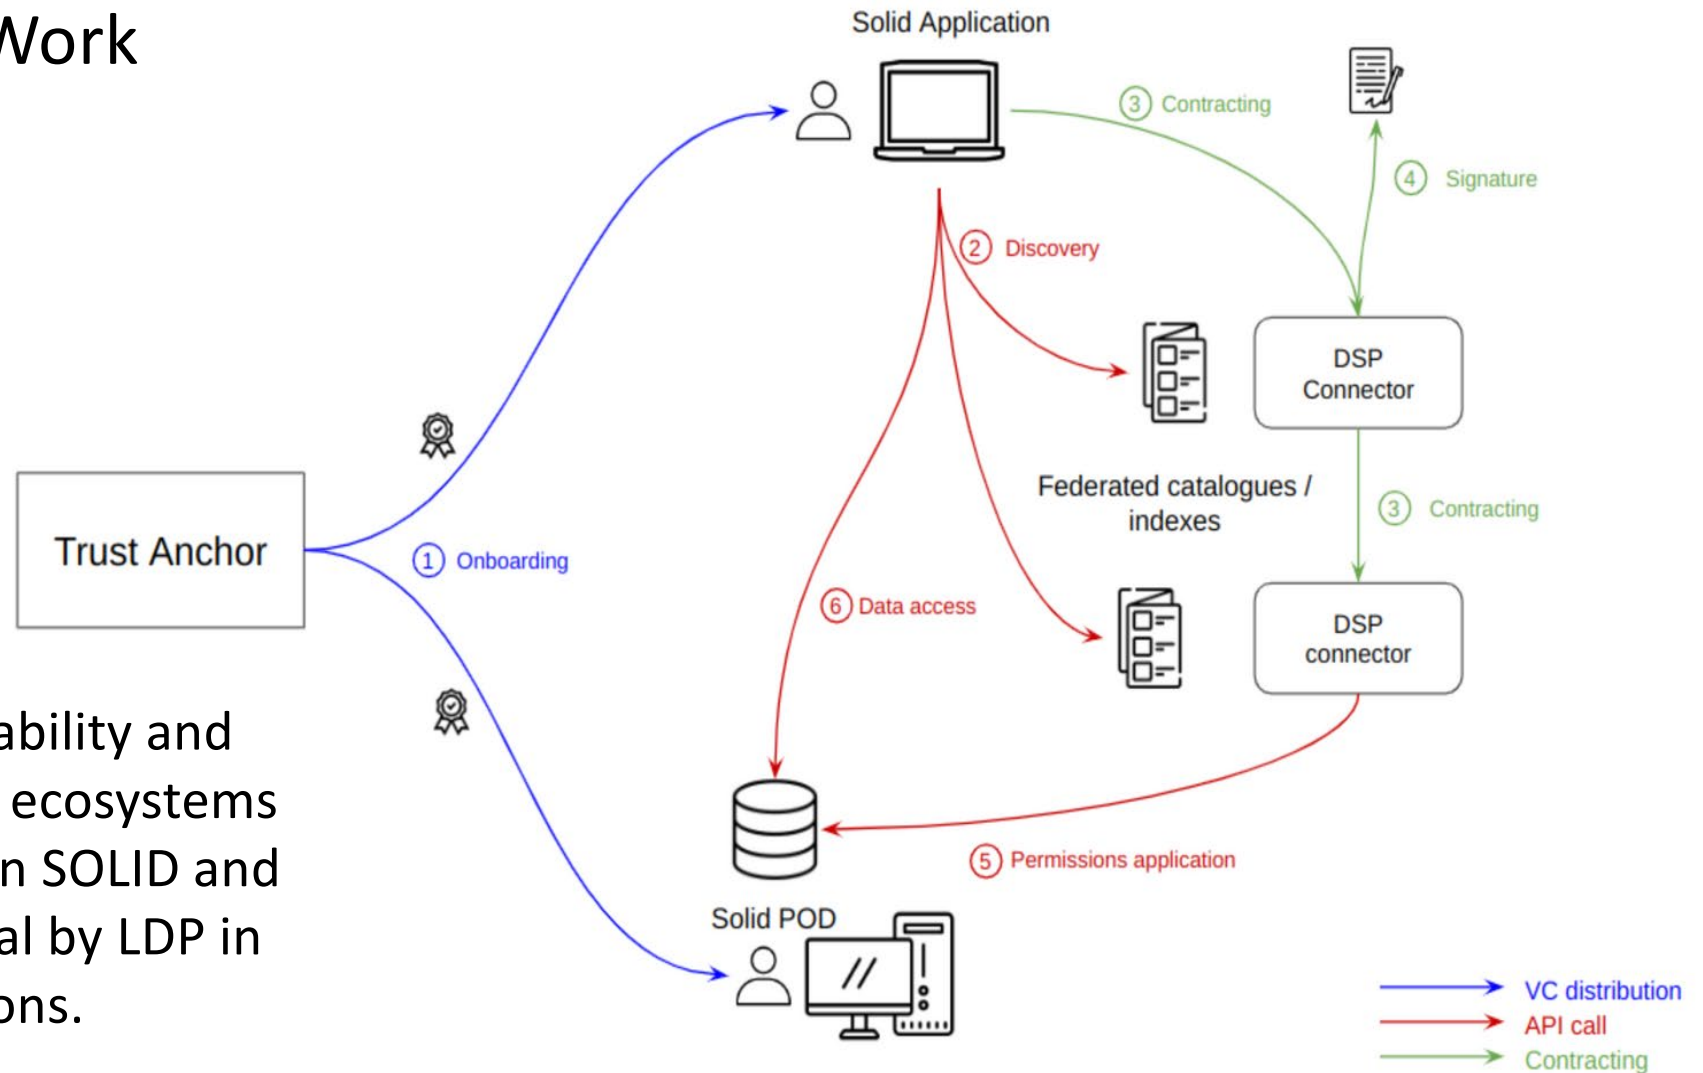 Work
Solid Application
3 Contracting
4 Signature
2 Discovery
DSP
Connector
Federated catalogues /
indexes
3 Contracting
Trust Anchor
1 Onboarding
6 Data access
DSP
connector
ability and
ecosystems
n SOLID and
al by LDP in
ons.
5 Permissions application
Solid POD
VC distribution
API call
Contracting